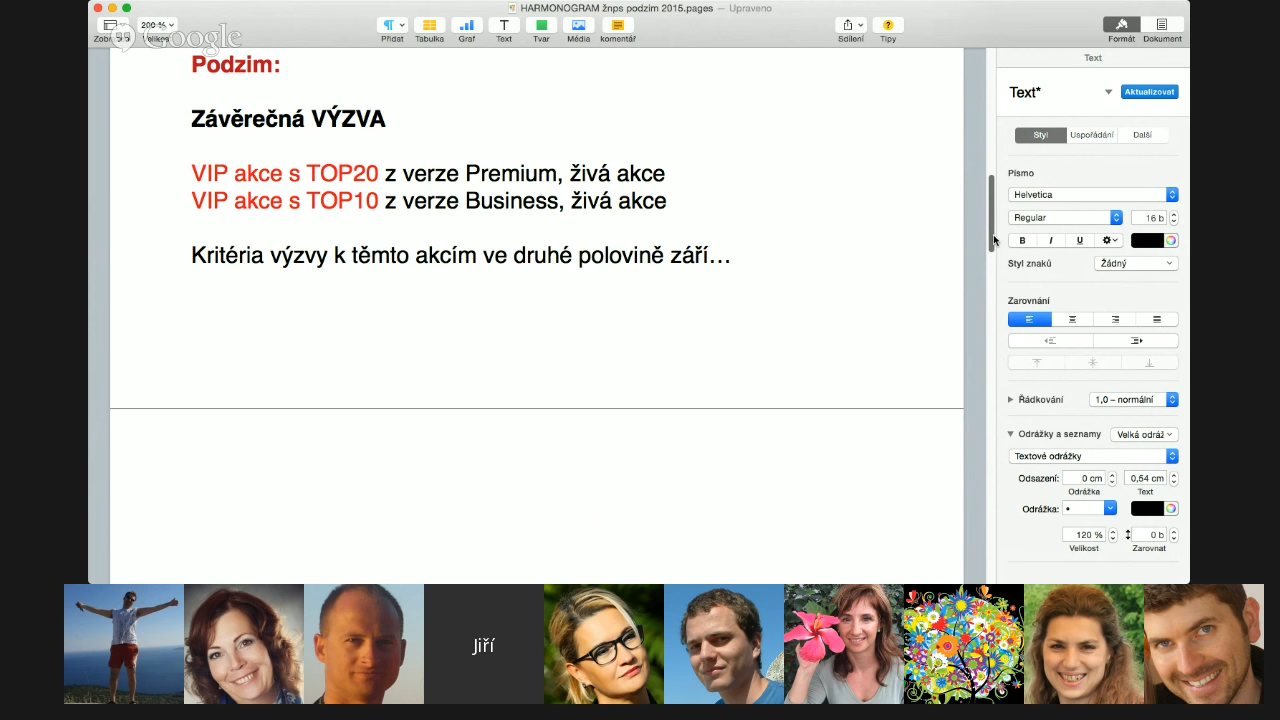 HARMONOGRAM žnps podzim 2015.pages — Upraveno
200 %
Google
Přidat
Tabulka
Graf
Text
Tvar
Média
komentář
Sdílení
Tipy
Formát
Dokument
Podzim:
Závěrečná VÝZVA
VIP akce s TOP20 z verze Premium, živá akce
VIP akce s TOP10 z verze Business, živá akce
Kritéria výzvy k těmto akcím ve druhé polovině září…
Text
Text*
Aktualizovat
Styl
Uspořádání
Další
Písmo
Helvetica
Regular
16 b
B I U
Styl znaků
Žádný
Zarovnání
Řádkování
1,0 – normální
Odrážky a seznamy
Velká odráž
Textové odrážky
Odsazení:
0 cm
0,54 cm
Odrážka
Text
Odrážka:
120 %
0 b
Velikost
Zarovnat
Jiří